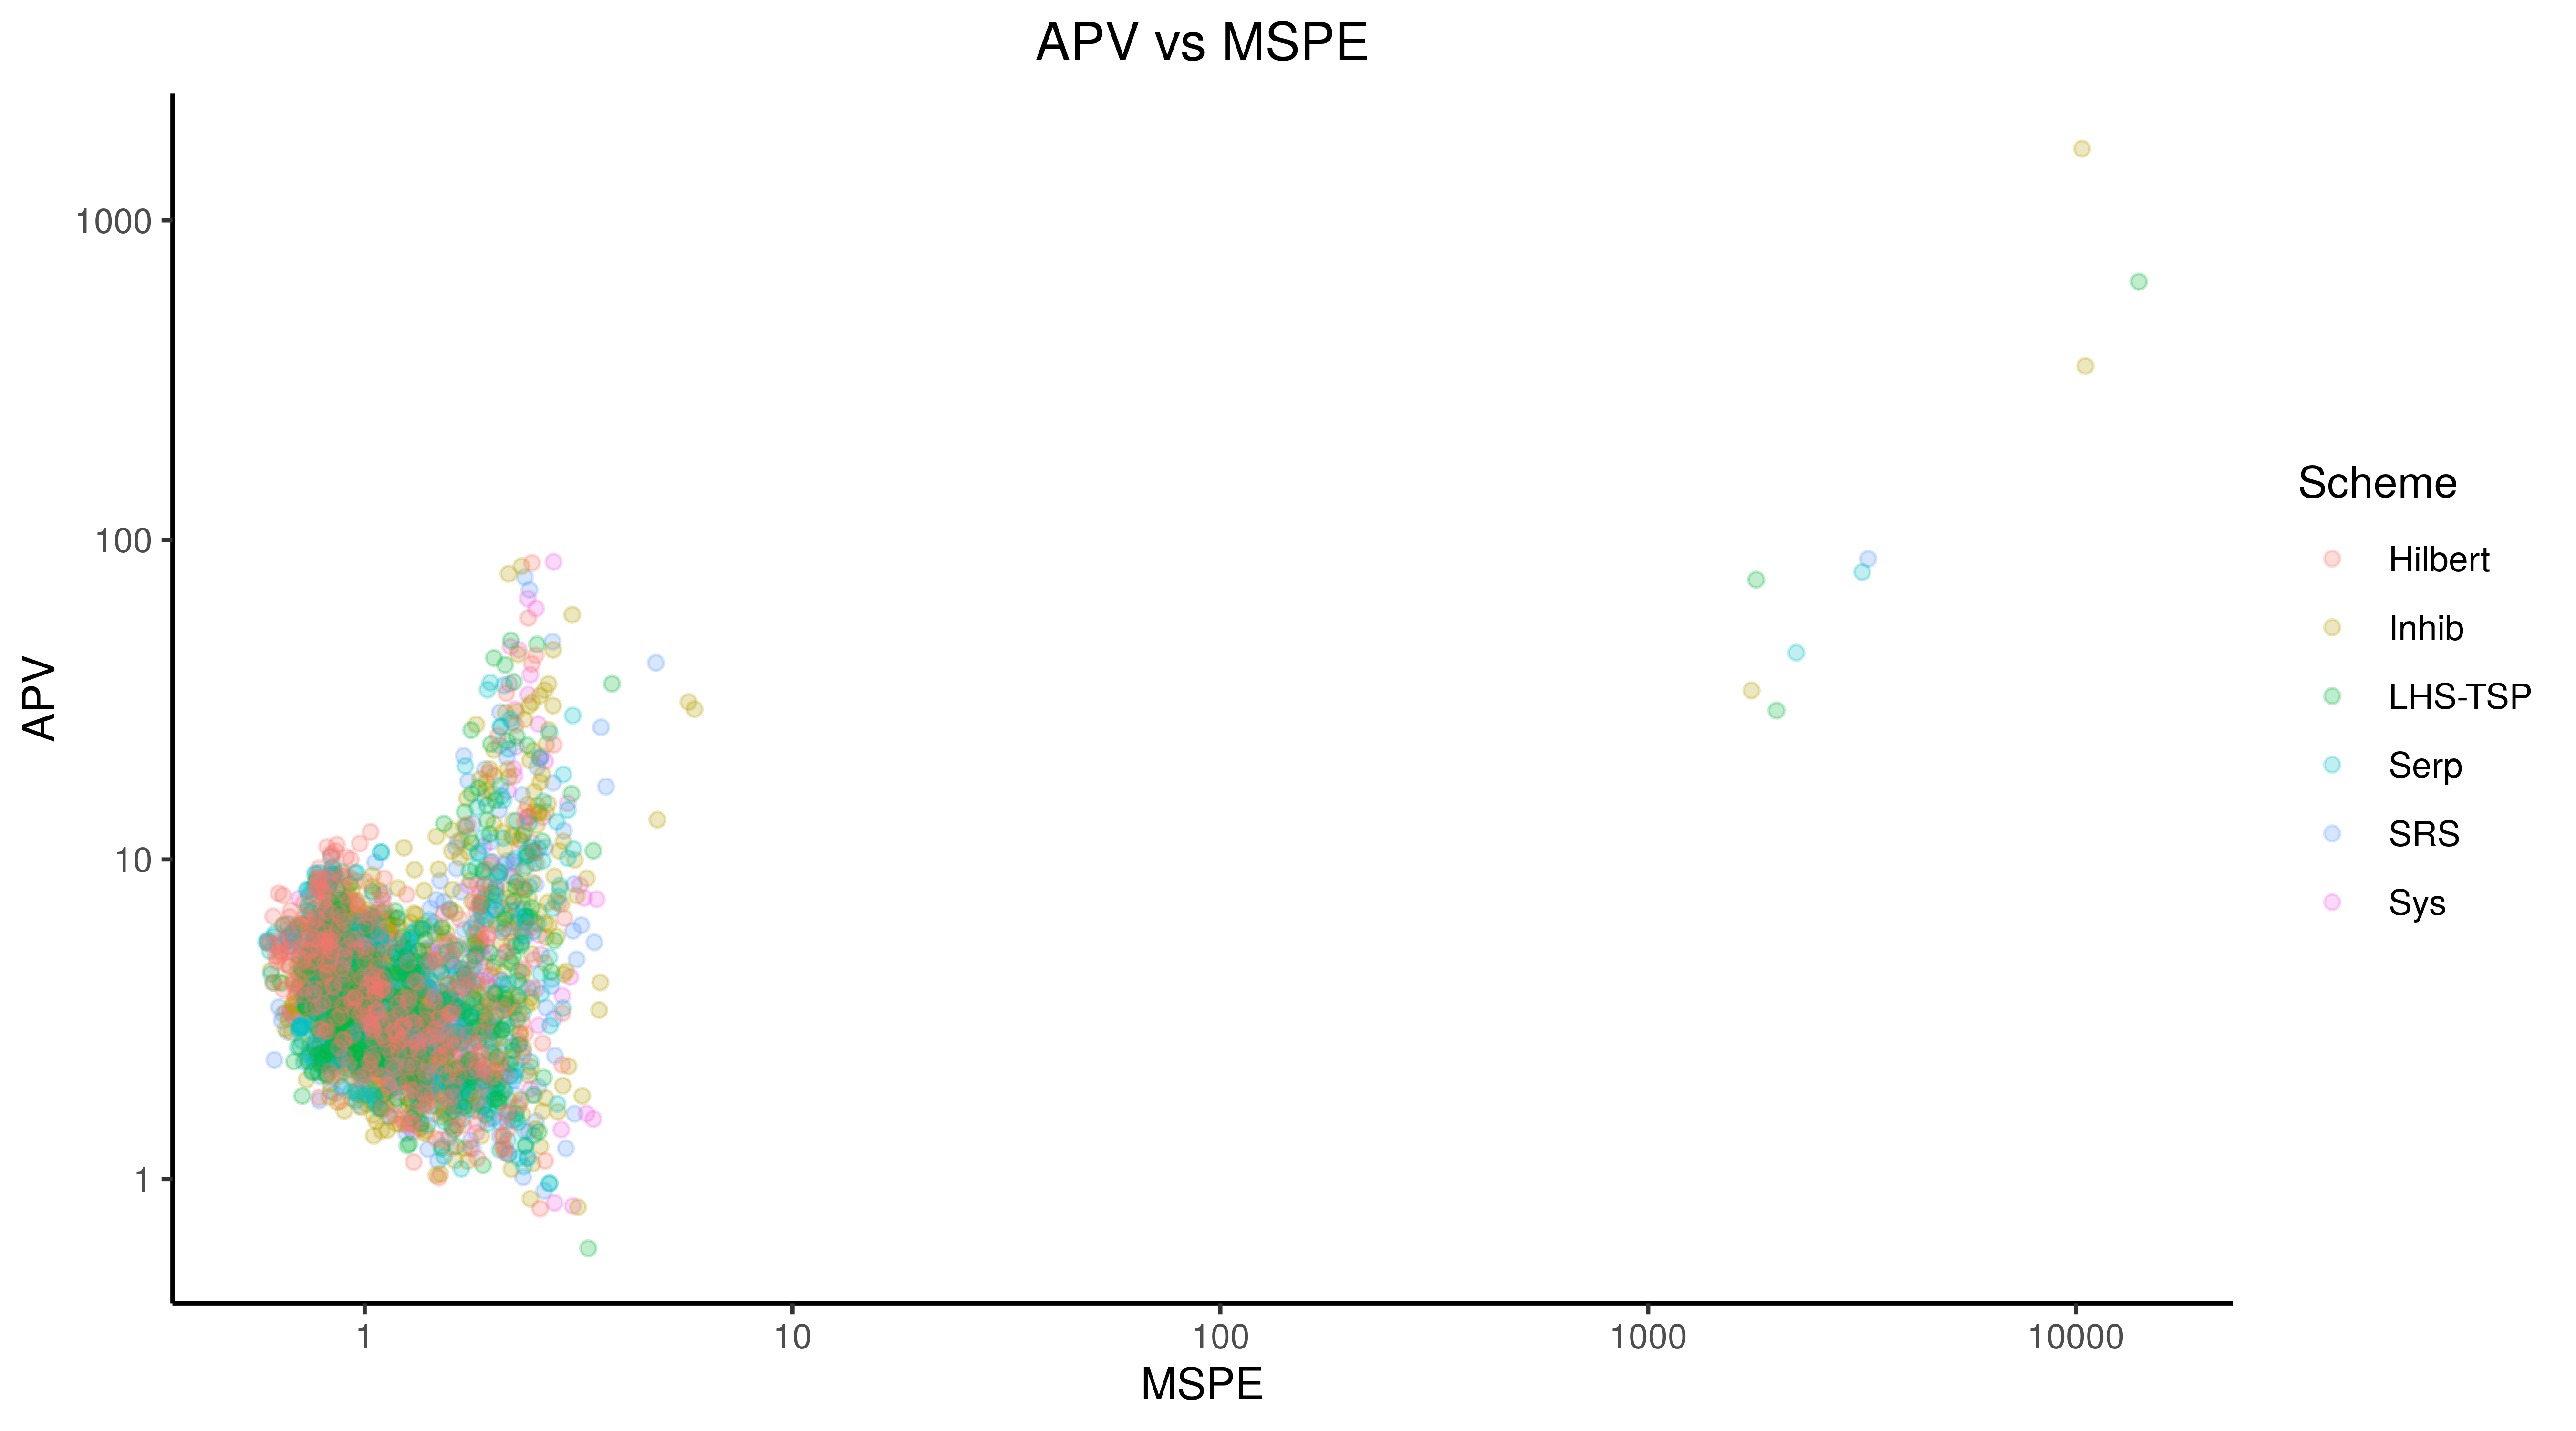 APV vs MSPE
APV
1000
100
10
1
1
10
100
1000
10000
MSPE
Scheme
Hilbert
Inhib
LHS-TSP
Serp
SRS
Sys